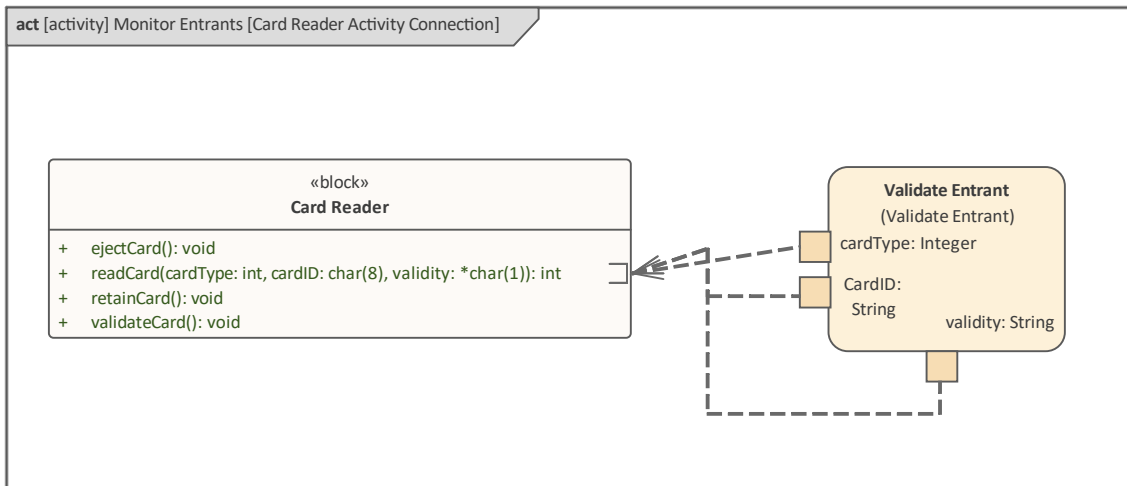 act [activity] Monitor Entrants [Card Reader Activity Connection]
«block»
Card Reader
+ ejectCard(): void
+ readCard(cardType: int, cardID: char(8), validity: *char(1)): int
+ retainCard(): void
+ validateCard(): void
Validate Entrant
(Validate Entrant)
cardType: Integer
CardID:
String
validity: String